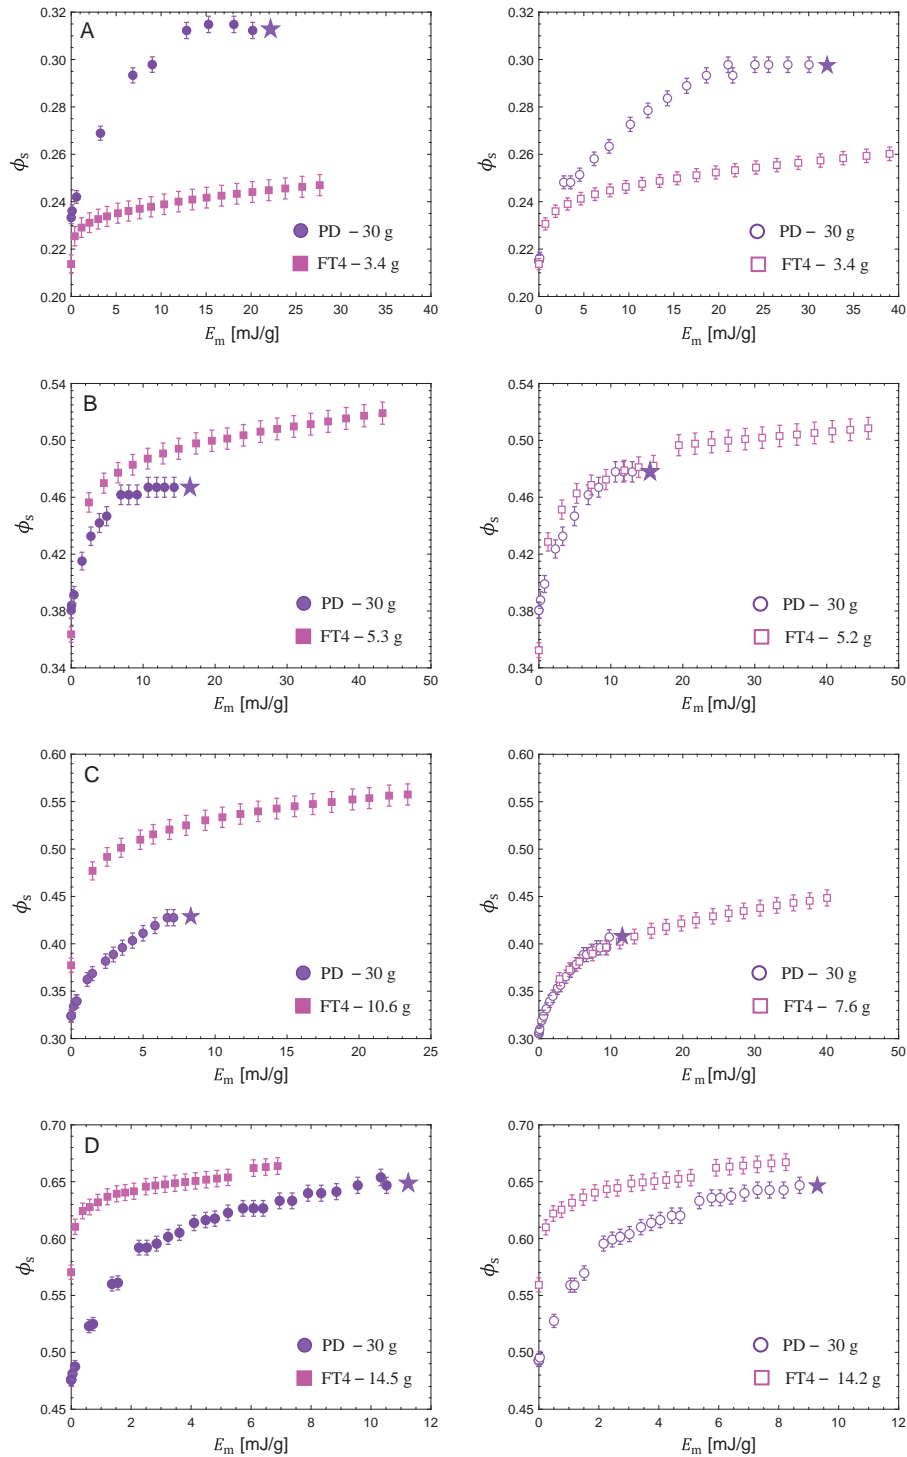 A
0.32
0.30
0.28
0.26
0.24
0.22
0.20
ϕs
PD − 30 g
FT4 − 3.4 g
0 5 10 15 20 25 30 35 40
Em [mJ/g]
0.32
0.30
0.28
0.26
0.24
0.22
0.20
ϕs
PD − 30 g
FT4 − 3.4 g
0 5 10 15 20 25 30 35 40
Em [mJ/g]
B
0.54
0.50
0.46
0.42
0.38
0.34
ϕs
PD − 30 g
FT4 − 5.3 g
0 10 20 30 40 50
Em [mJ/g]
0.54
0.50
0.46
0.42
0.38
0.34
ϕs
PD − 30 g
FT4 − 5.2 g
0 10 20 30 40 50
Em [mJ/g]
C
0.60
0.55
0.50
0.45
0.40
0.35
0.30
ϕs
PD − 30 g
FT4 − 10.6 g
0 5 10 15 20 25
Em [mJ/g]
0.60
0.55
0.50
0.45
0.40
0.35
0.30
ϕs
PD − 30 g
FT4 − 7.6 g
0 10 20 30 40 50
Em [mJ/g]
D
0.70
0.65
0.60
0.55
0.50
0.45
ϕs
PD − 30 g
FT4 − 14.5 g
0 2 4 6 8 10 12
Em [mJ/g]
0.70
0.65
0.60
0.55
0.50
0.45
ϕs
PD − 30 g
FT4 − 14.2 g
0 2 4 6 8 10 12
Em [mJ/g]